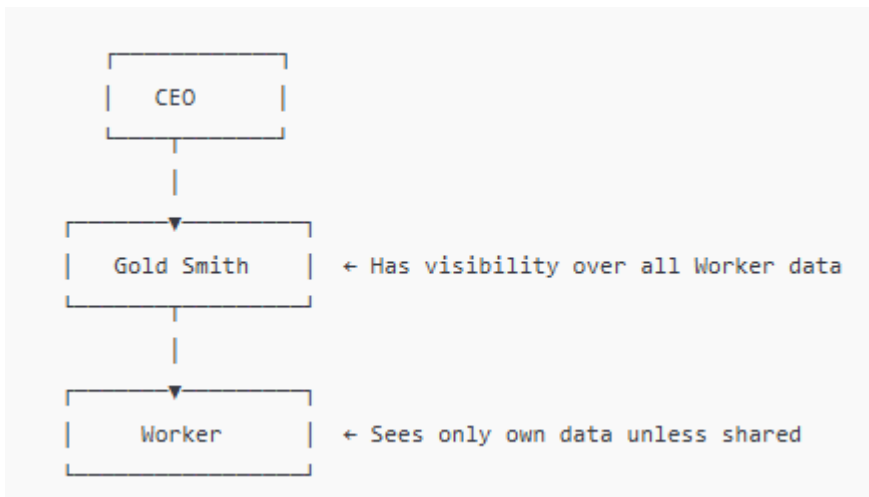 CEO
Gold Smith ← Has visibility over all Worker data
Worker ← Sees only own data unless shared